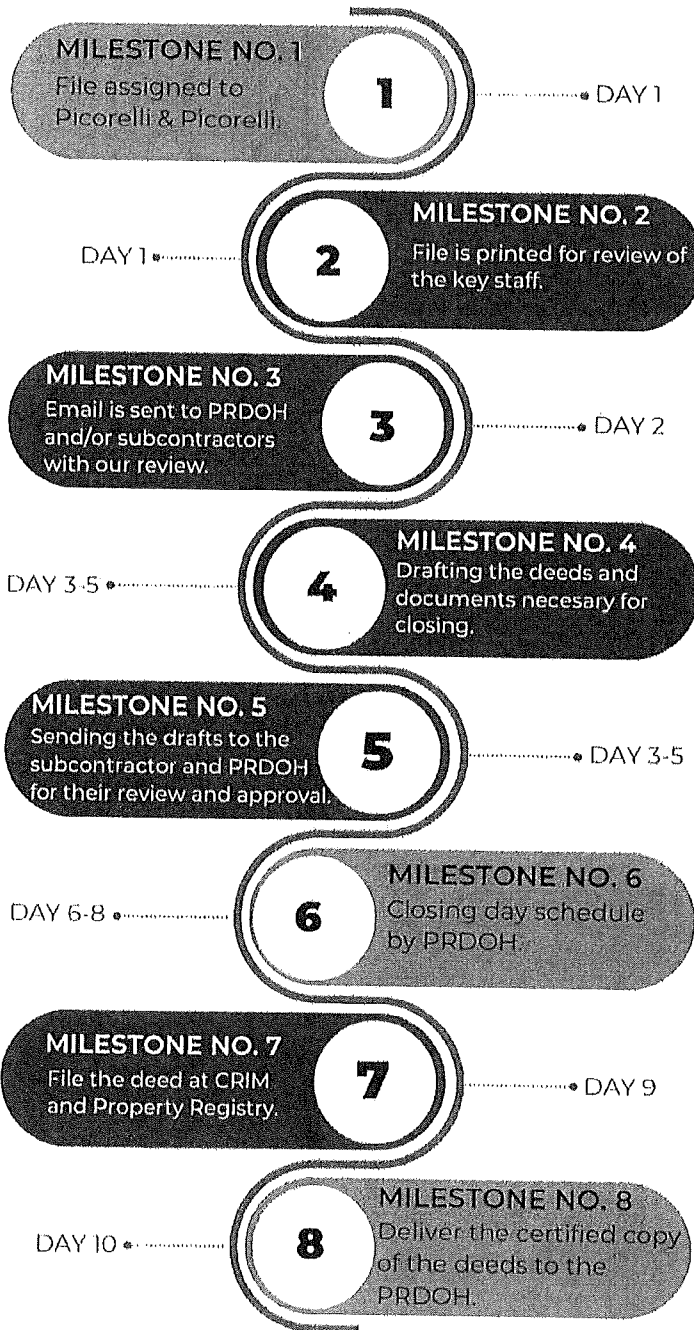 MILESTONE NO. 1
File assigned to
Picorelli & Picorelli.
1
DAY 1
MILESTONE NO. 2
File is printed for review of
the key staff.
2
DAY 1
MILESTONE NO. 3
Email is sent to PRDOH
and/or subcontractors
with our review.
3
DAY 2
MILESTONE NO. 4
Drafting the deeds and
documents necesary for
closing.
4
DAY 3-5
MILESTONE NO. 5
Sending the drafts to the
subcontractor and PRDOH
for their review and approval.
5
DAY 3-5
MILESTONE NO. 6
Closing day schedule
by PRDOH.
6
DAY 6-8
MILESTONE NO. 7
File the deed at CRIM
and Property Registry.
7
DAY 9
MILESTONE NO. 8
Deliver the certified copy
of the deeds to the
PRDOH.
8
DAY 10